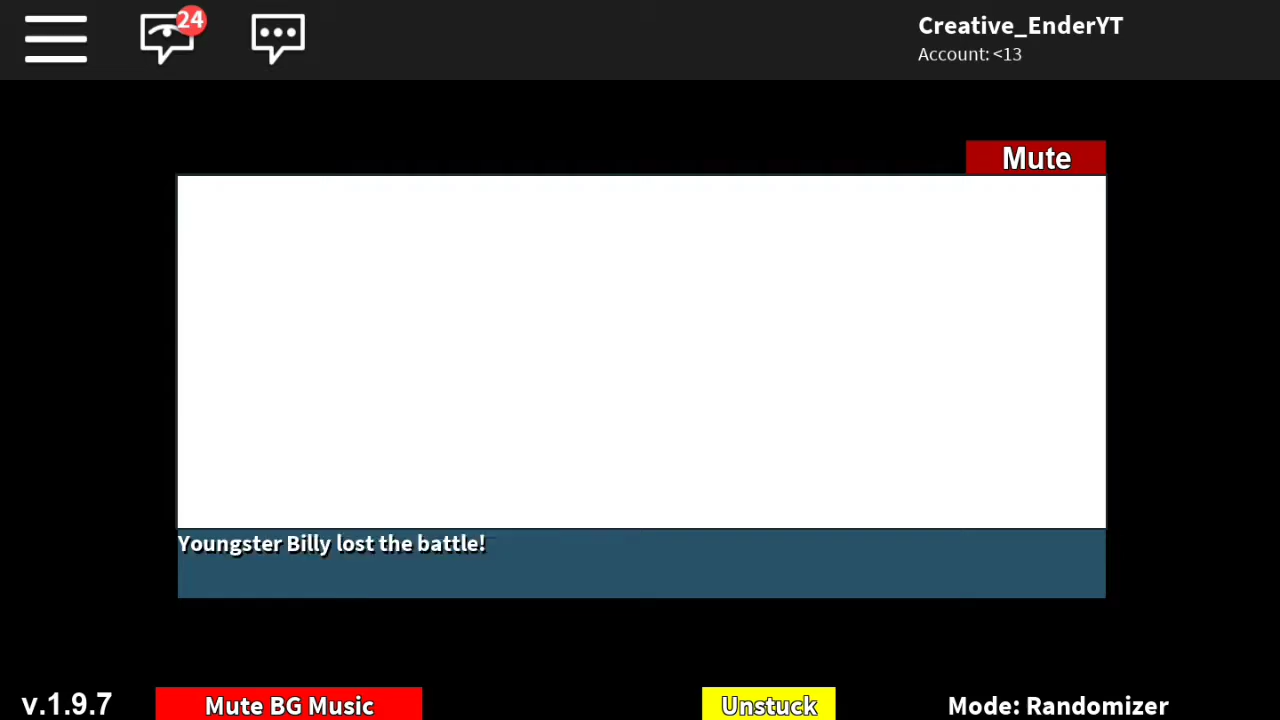 24
Creative_EnderYT
Account: <13
Mute
Youngster Billy lost the battle!
v.1.9.7
Mute BG Music
Unstuck
Mode: Randomizer